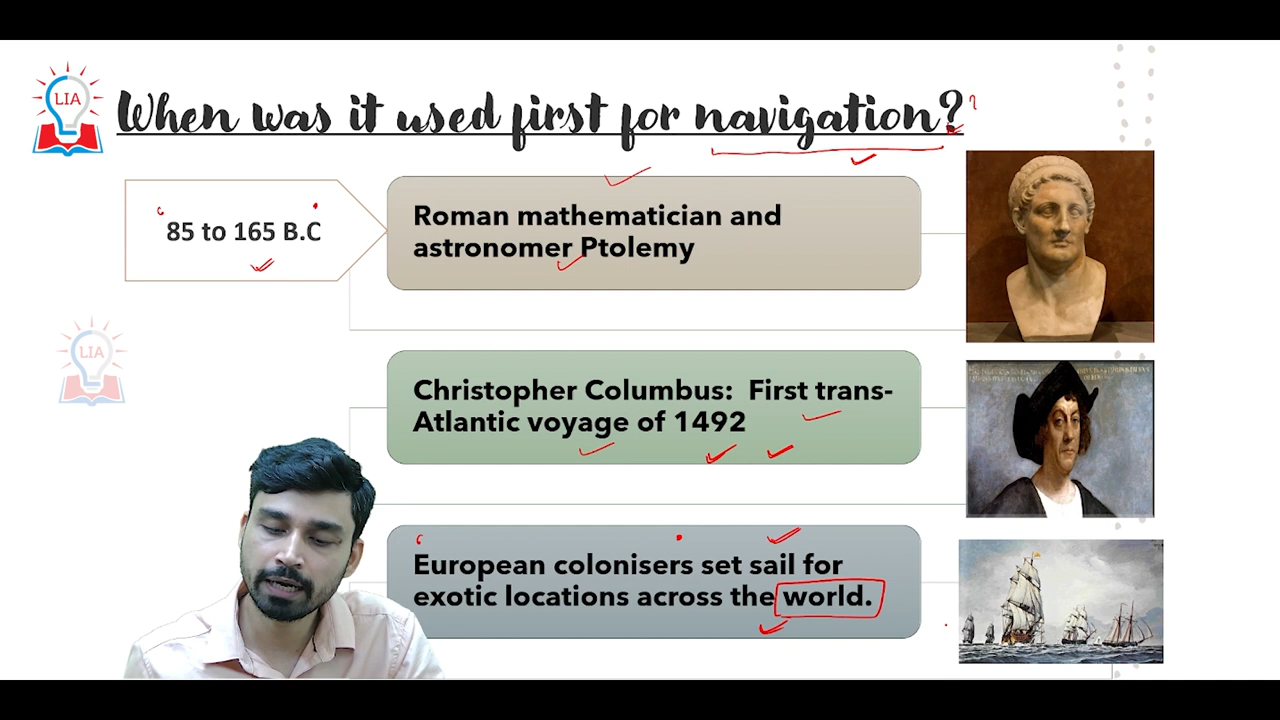 LIA
When was it used first for navigation?
85 to 165 B.C
Roman mathematician and
astronomer Ptolemy
LIA
Christopher Columbus: First trans-
Atlantic voyage of 1492
European colonisers set sail for
exotic locations across the world.